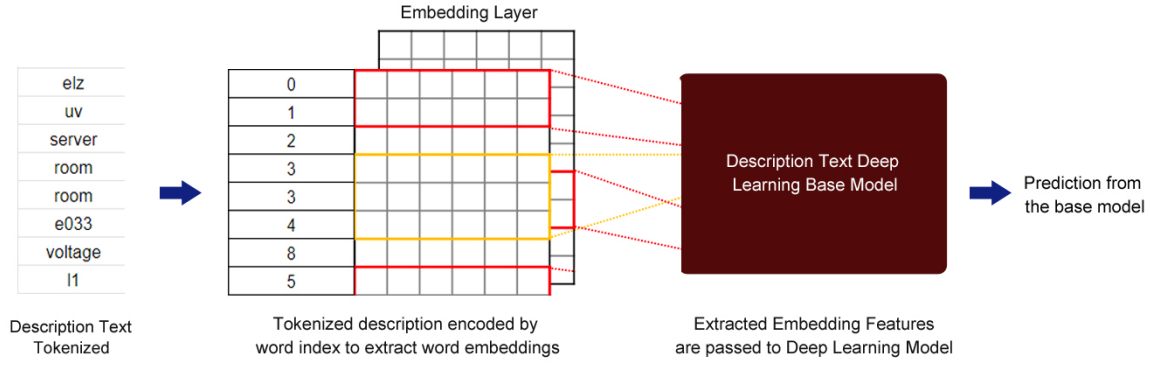 Embedding Layer
elz
uv
server
room
room
e033
voltage
l1
0
1
2
3
3
4
8
5
Description Text Deep
Learning Base Model
Prediction from
the base model
Description Text
Tokenized
Tokenized description encoded by
word index to extract word embeddings
Extracted Embedding Features
are passed to Deep Learning Model